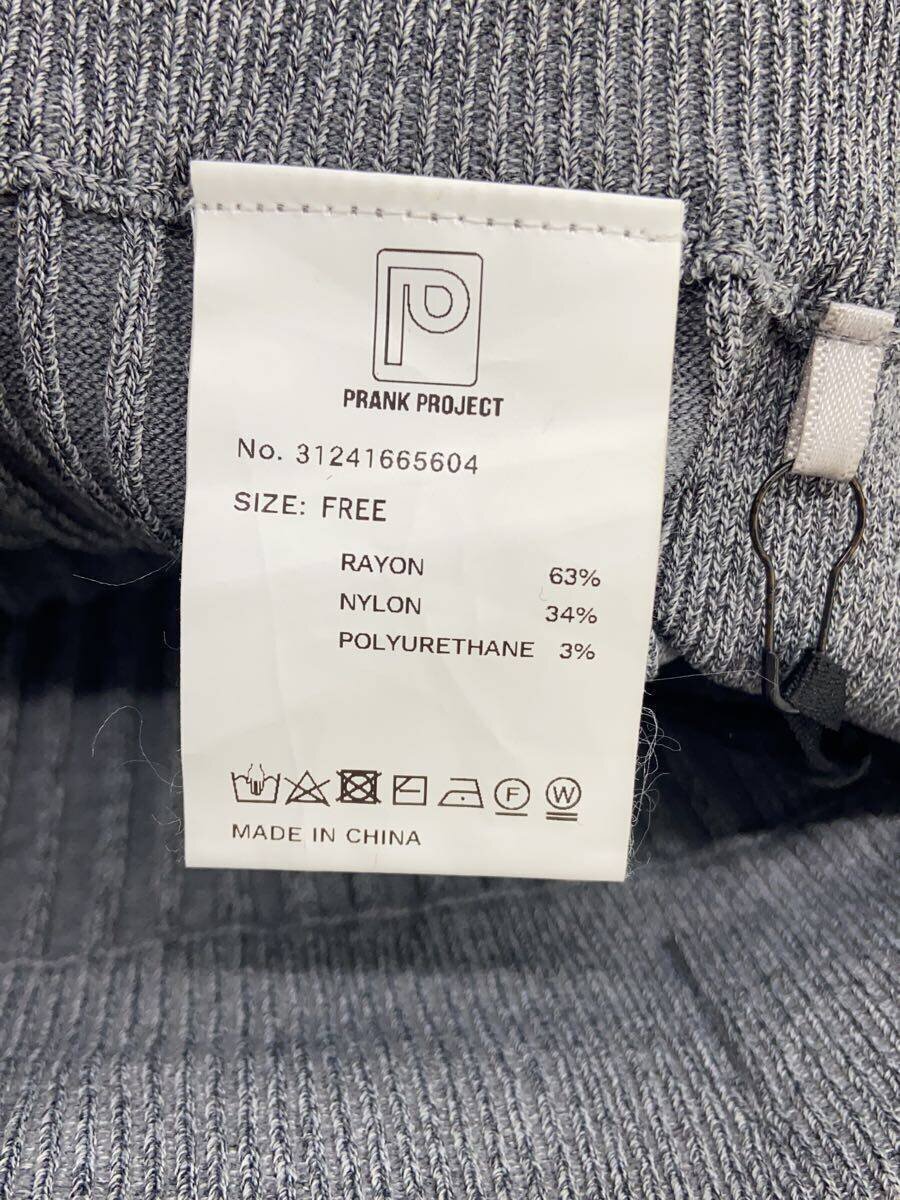 P
PRANK PROJECT
No. 31241665604
SIZE: FREE
RAYON 63%
NYLON 34%
POLYURETHANE 3%
F W
MADE IN CHINA